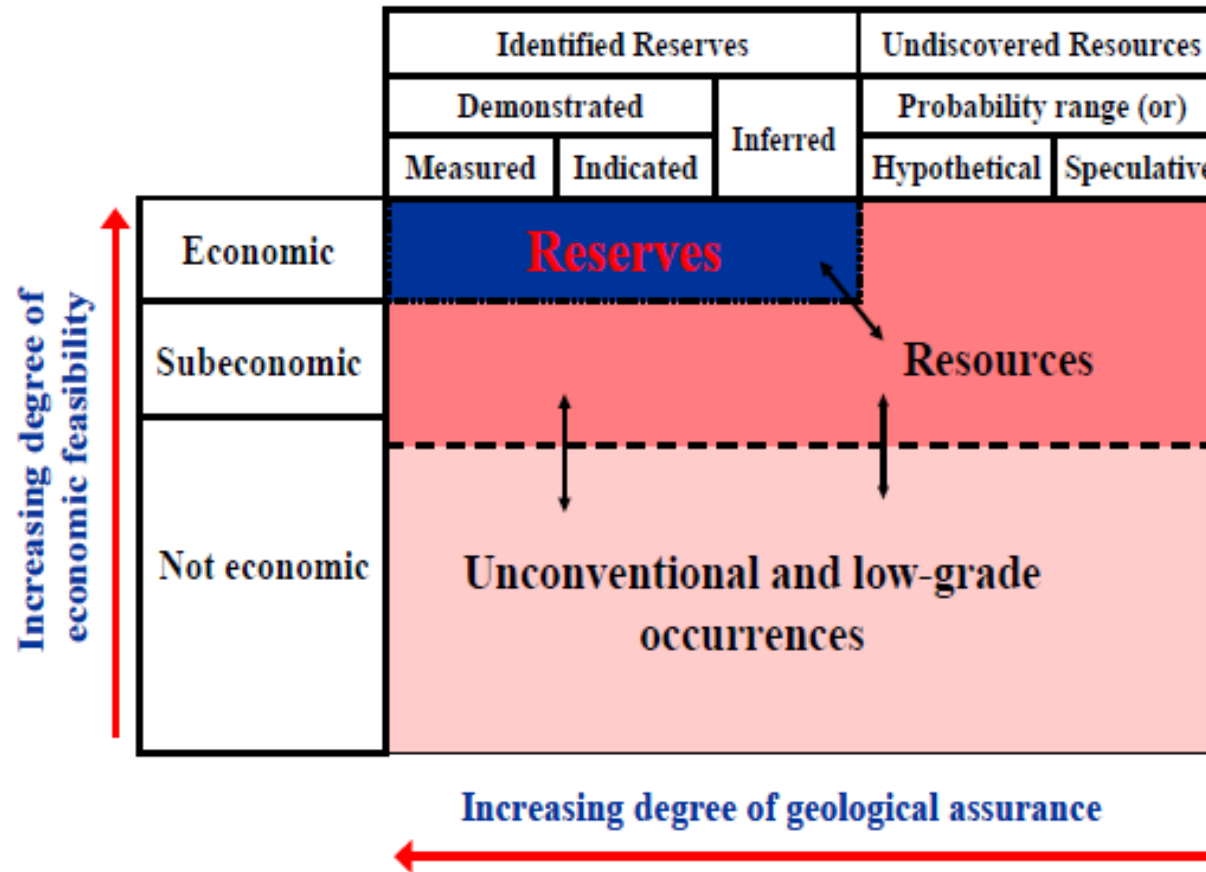 Identified Reserves
Undiscovered Resources
Demonstrated
Inferred
Probability range (or)
Measured
Indicated
Hypothetical
Speculative
Increasing degree of
economic feasibility
Economic
Reserves
Subeconomic
Resources
Not economic
Unconventional and low-grade
occurrences
Increasing degree of geological assurance